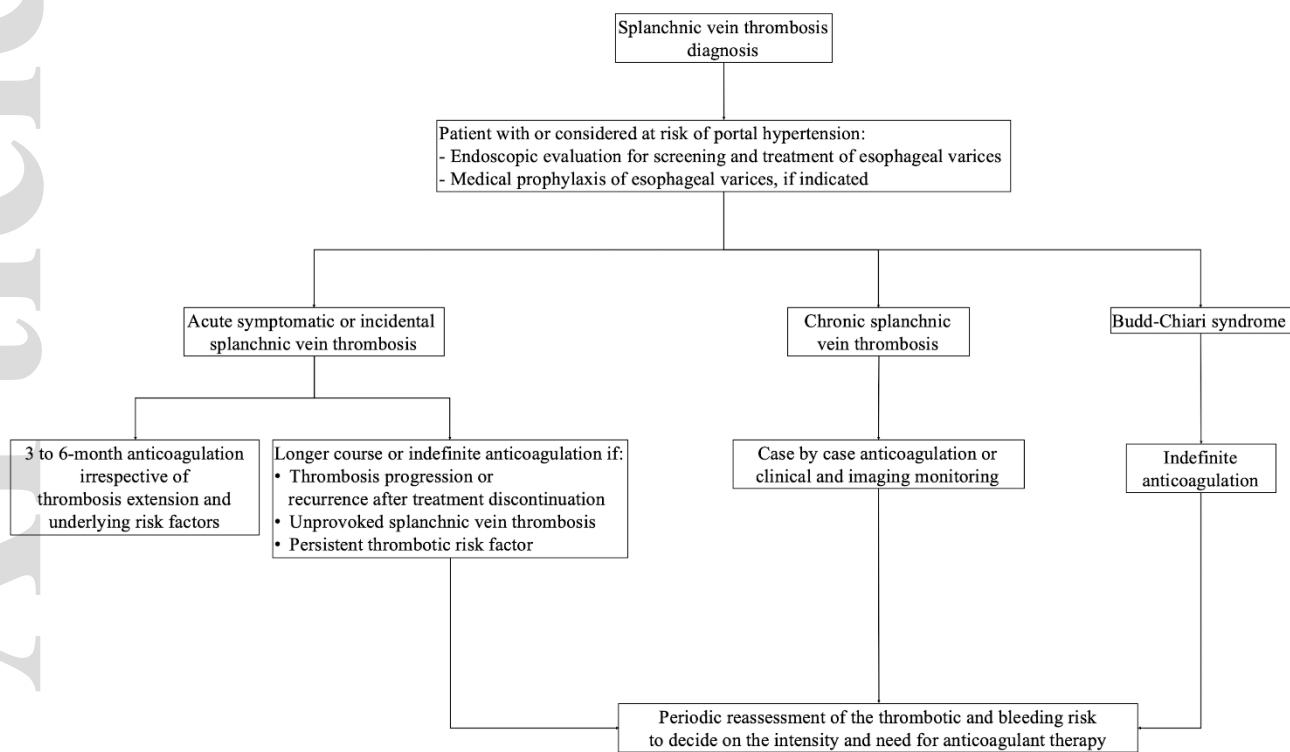 Splanchnic vein thrombosis
diagnosis
Patient with or considered at risk of portal hypertension:
- Endoscopic evaluation for screening and treatment of esophageal varices
- Medical prophylaxis of esophageal varices, if indicated
Acute symptomatic or incidental
splanchnic vein thrombosis
Chronic splanchnic
vein thrombosis
Budd-Chiari syndrome
3 to 6-month anticoagulation
irrespective of
thrombosis extension and
underlying risk factors
Longer course or indefinite anticoagulation if:
• Thrombosis progression or
recurrence after treatment discontinuation
• Unprovoked splanchnic vein thrombosis
• Persistent thrombotic risk factor
Case by case anticoagulation or
clinical and imaging monitoring
Indefinite
anticoagulation
Periodic reassessment of the thrombotic and bleeding risk
to decide on the intensity and need for anticoagulant therapy